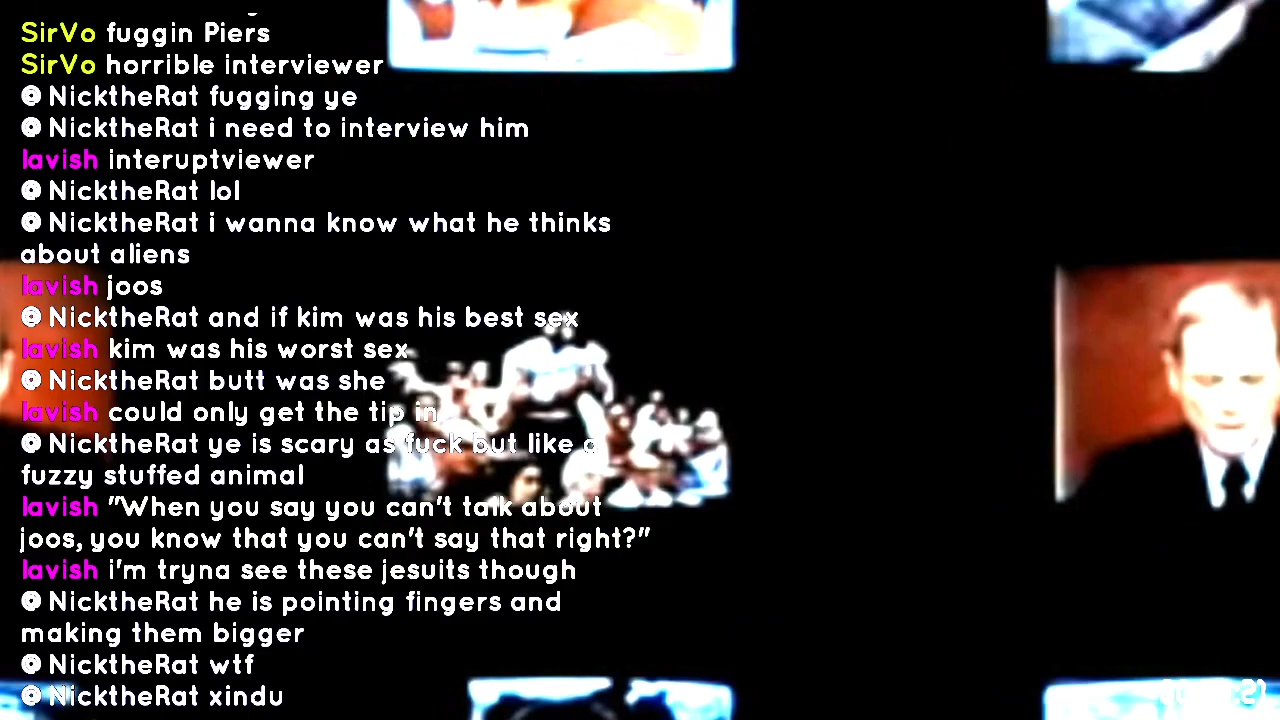 SirVo fuggin Piers
SirVo horrible interviewer
NicktheRat fugging ye
NicktheRat i need to interview him
lavish interuptviewer
NicktheRat lol
NicktheRat i wanna know what he thinks
about aliens
lavish joos
NicktheRat and if kim was his best sex
lavish kim was his worst sex
NicktheRat butt was she
lavish could only get the tip in
NicktheRat ye is scary as fuck but like a
fuzzy stuffed animal
lavish "When you say you can't talk about
joos, you know that you can't say that right?"
lavish i'm tryna see these jesuits though
NicktheRat he is pointing fingers and
making them bigger
NicktheRat wtf
NicktheRat xindu